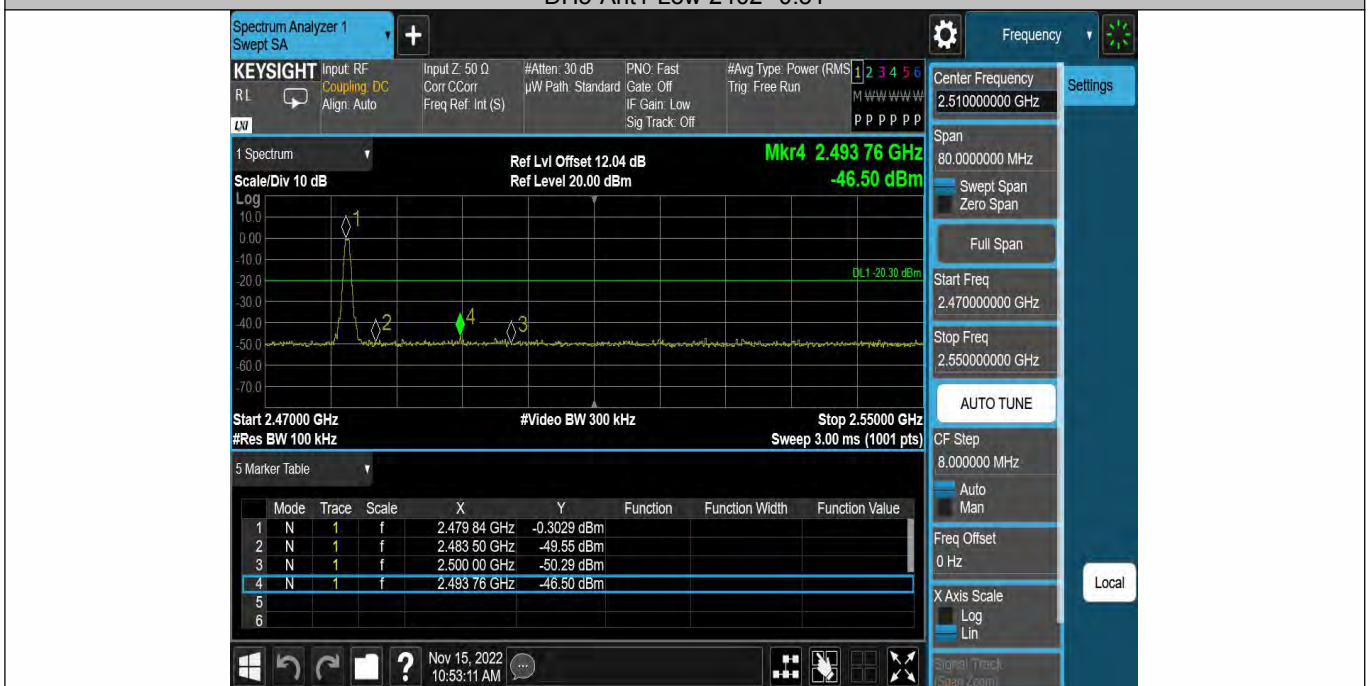 Spectrum Analyzer 1
Swept SA
+
Frequency
KEYSIGHT
R L
LXI
Input: RF
Coupling: DC
Align: Auto
Input Z: 50 Ω
Corr CCorr
Freq Ref: Int (S)
#Atten: 30 dB
µW Path: Standard
PNO: Fast
Gate: Off
IF Gain: Low
Sig Track: Off
#Avg Type: Power (RMS
Trig: Free Run
1 2 3 4 5 6
M W W W W W
P P P P P P
1 Spectrum
Scale/Div 10 dB
Ref Lvl Offset 12.04 dB
Ref Level 20.00 dBm
Mkr4 2.493 76 GHz
-46.50 dBm
Log
10.0
0.00
-10.0
-20.0
-30.0
-40.0
-50.0
-60.0
-70.0
1
2
4
3
DL1 -20.30 dBm
Start 2.47000 GHz
#Video BW 300 kHz
Stop 2.55000 GHz
#Res BW 100 kHz
Sweep 3.00 ms (1001 pts)
5 Marker Table
Mode Trace Scale X Y Function Function Width Function Value
1 N 1 f 2.479 84 GHz -0.3029 dBm
2 N 1 f 2.483 50 GHz -49.55 dBm
3 N 1 f 2.500 00 GHz -50.29 dBm
4 N 1 f 2.493 76 GHz -46.50 dBm
5
6
?
Nov 15, 2022
10:53:11 AM
Center Frequency
2.510000000 GHz
Settings
Span
80.0000000 MHz
Swept Span
Zero Span
Full Span
Start Freq
2.470000000 GHz
Stop Freq
2.550000000 GHz
AUTO TUNE
CF Step
8.000000 MHz
Auto
Man
Freq Offset
0 Hz
X Axis Scale
Log
Lin
Local
Signal Track
(Span Zoom)